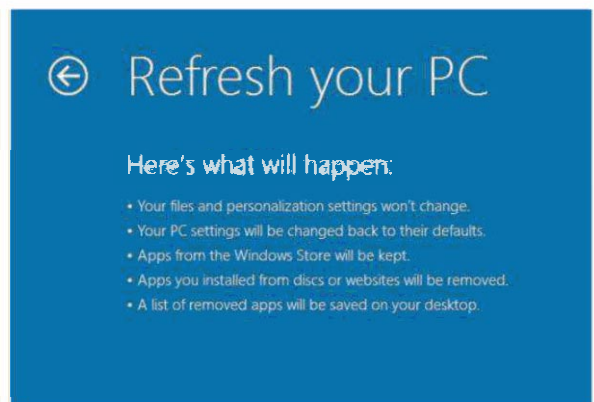 Refresh your PC
Here's what will happen:
• Your files and personalization settings won't change.
• Your PC settings will be changed back to their defaults.
• Apps from the Windows Store will be kept.
• Apps you installed from discs or websites will be removed.
• A list of removed apps will be saved on your desktop.